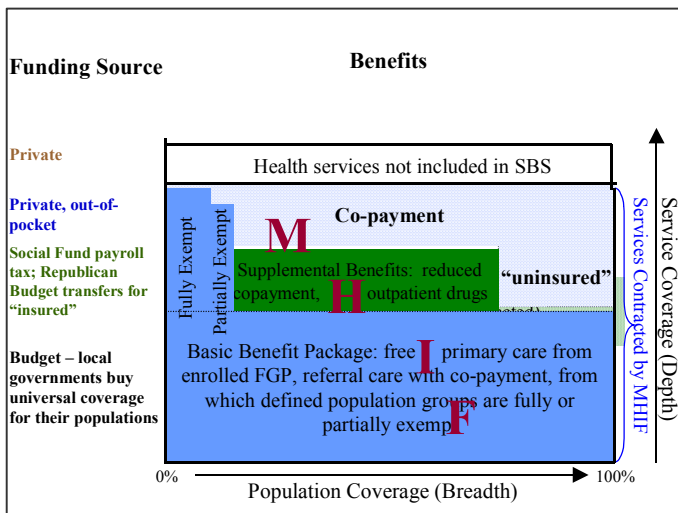 Funding Source
Benefits
Private
Health services not included in SBS
Private, out-of-
pocket
Co-payment
Social Fund payroll
tax; Republican
Budget transfers for
“insured”
Fully Exempt
Partially Exempt
M
Supplemental Benefits: reduced
copayment, H outpatient drugs
“uninsured”
Budget – local
governments buy
universal coverage
for their populations
Basic Benefit Package: free I primary care from
enrolled FGP, referral care with co-payment, from
which defined population groups are fully or
partially exemp F
Services Contracted by MHIF
Service Coverage (Depth)
0%
100%
Population Coverage (Breadth)